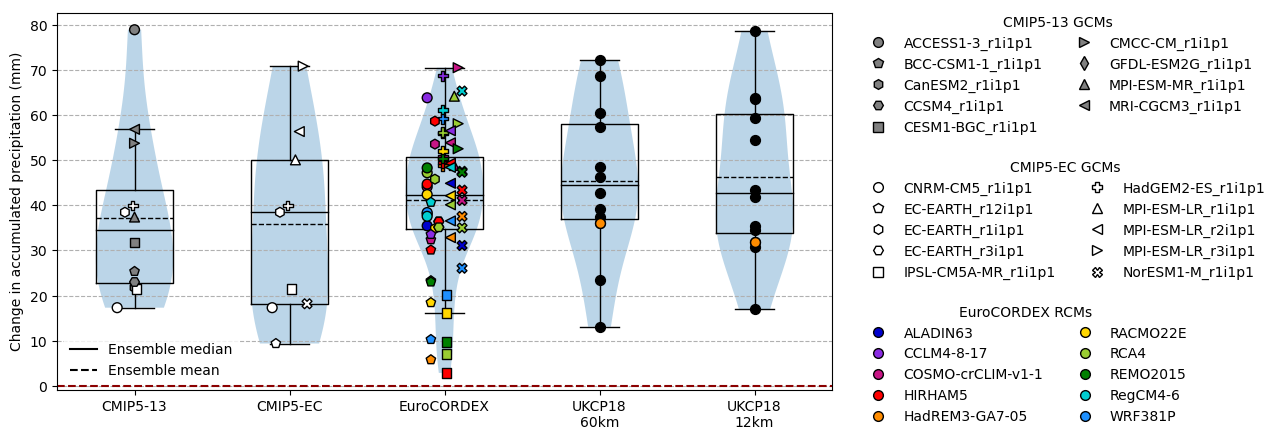 Change in accumulated precipitation (mm)
80
70
60
50
40
30
20
10
0
Ensemble median
Ensemble mean
CMIP5-13
CMIP5-EC
EuroCORDEX
UKCP18
60km
UKCP18
12km
CMIP5-13 GCMs
ACCESS1-3_r1i1p1
BCC-CSM1-1_r1i1p1
CanESM2_r1i1p1
CCSM4_r1i1p1
CESM1-BGC_r1i1p1
CMCC-CM_r1i1p1
GFDL-ESM2G_r1i1p1
MPI-ESM-MR_r1i1p1
MRI-CGCM3_r1i1p1
CMIP5-EC GCMs
CNRM-CM5_r1i1p1
EC-EARTH_r12i1p1
EC-EARTH_r1i1p1
EC-EARTH_r3i1p1
IPSL-CM5A-MR_r1i1p1
HadGEM2-ES_r1i1p1
MPI-ESM-LR_r1i1p1
MPI-ESM-LR_r2i1p1
MPI-ESM-LR_r3i1p1
NorESM1-M_r1i1p1
EuroCORDEX RCMs
ALADIN63
CCLM4-8-17
COSMO-crCLIM-v1-1
HIRHAM5
HadREM3-GA7-05
RACMO22E
RCA4
REMO2015
RegCM4-6
WRF381P